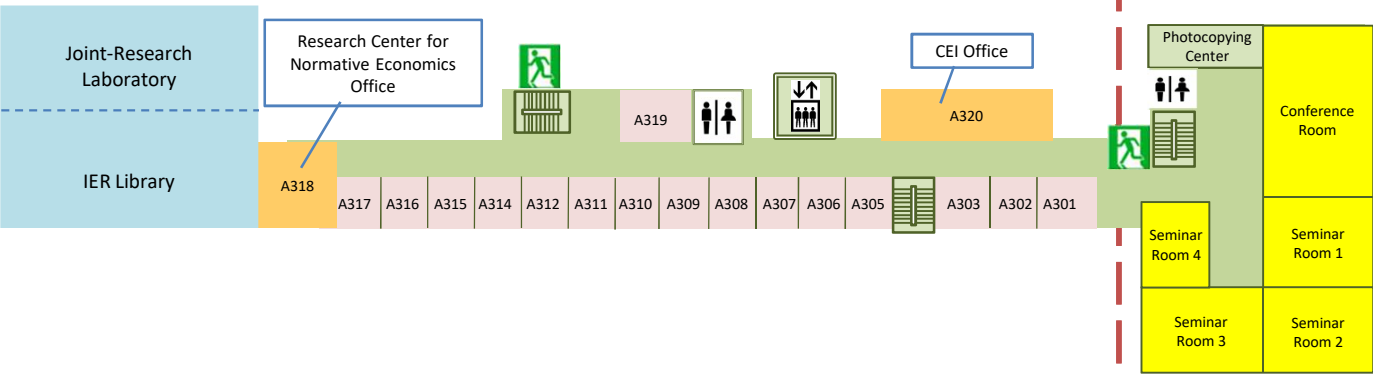 Joint-Research
Laboratory
IER Library
Research Center for
Normative Economics
Office
CEI Office
Photocopying
Center
A319
A320
Conference
Room
A318
A317
A316
A315
A314
A312
A311
A310
A309
A308
A307
A306
A305
A303
A302
A301
Seminar
Room 4
Seminar
Room 1
Seminar
Room 3
Seminar
Room 2